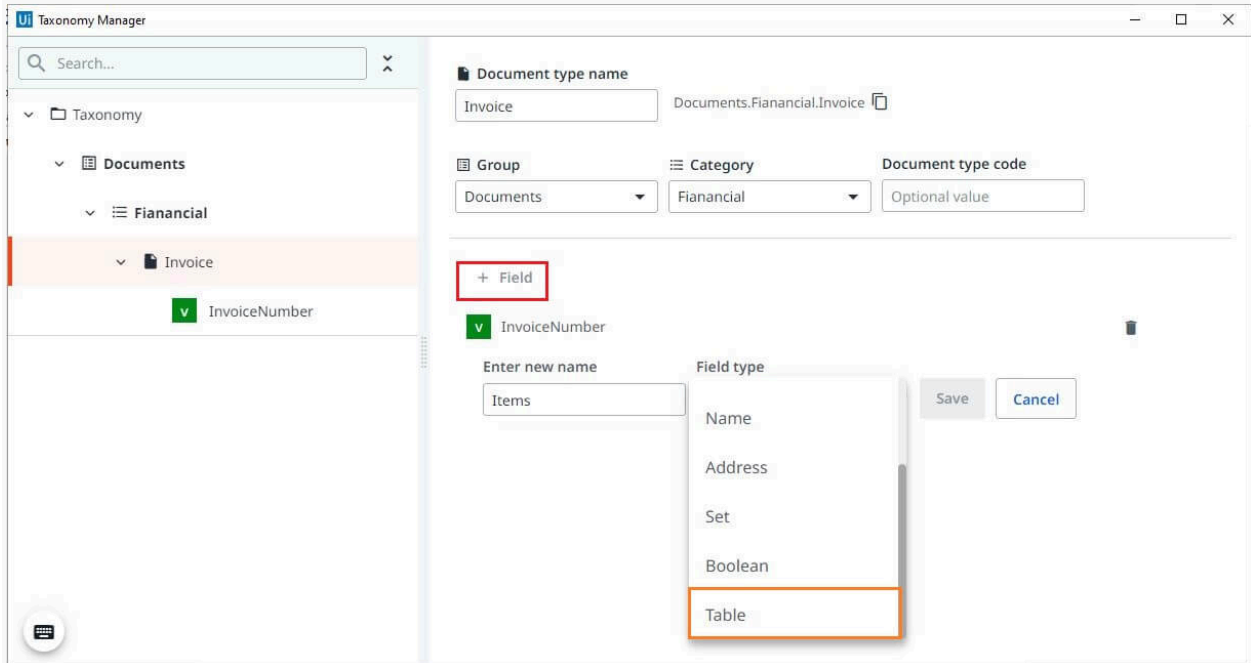 Ui Taxonomy Manager
Search...
Taxonomy
Documents
Fianancial
Invoice
v InvoiceNumber
Document type name
Invoice Documents.Fianancial.Invoice
Group Category Document type code
Documents Fianancial Optional value
+ Field
v InvoiceNumber
Enter new name Field type
Items Save Cancel
Name
Address
Set
Boolean
Table